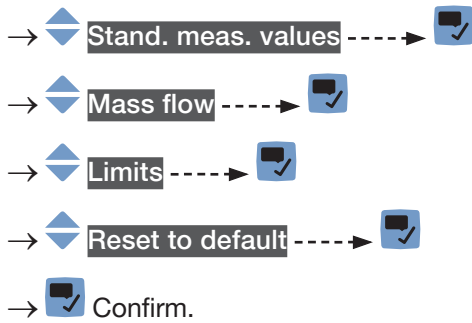 → Stand. meas. values
→ Mass flow
→ Limits
→ Reset to default
→ Confirm.